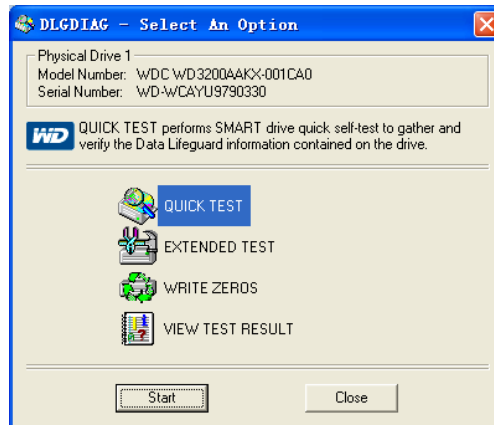 DLGDIAG - Select An Option
Physical Drive 1
Model Number: WDC WD3200AAKX-001CA0
Serial Number: WD-WCAYU9790330
WD
QUICK TEST performs SMART drive quick self-test to gather and
verify the Data Lifeguard information contained on the drive.
QUICK TEST
EXTENDED TEST
WRITE ZEROS
VIEW TEST RESULT
Start
Close